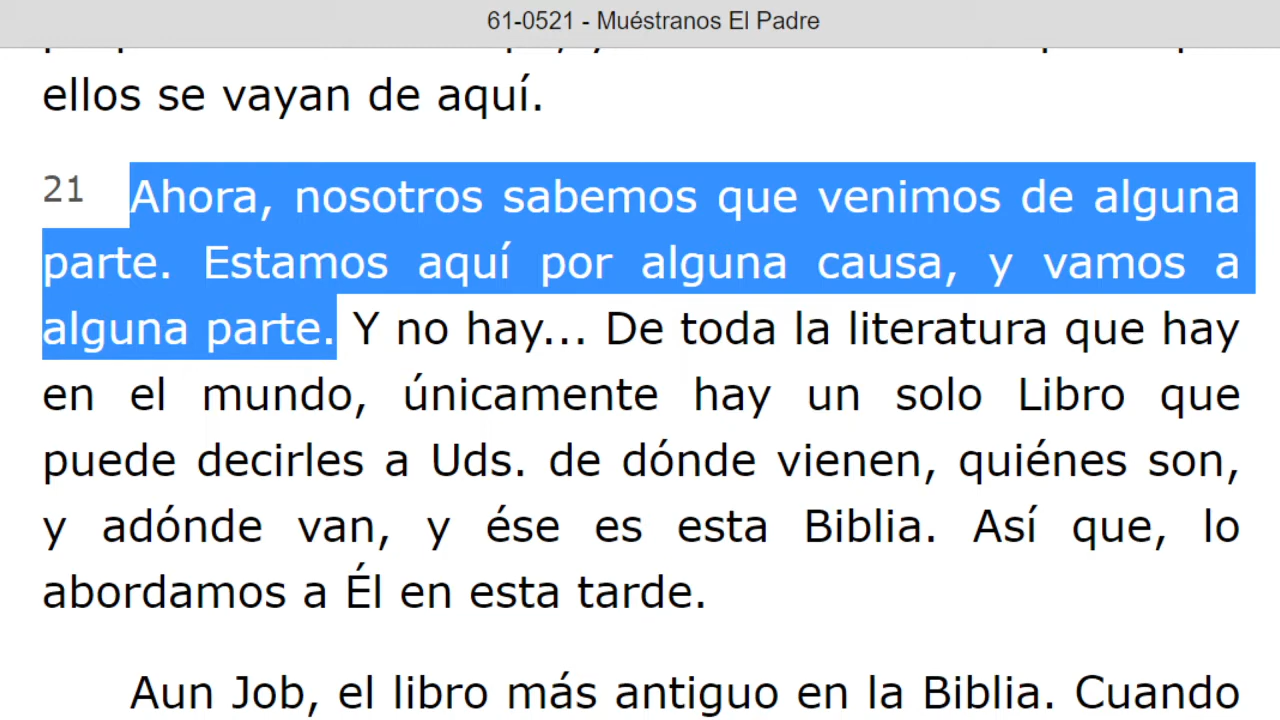 61-0521 - Muéstranos El Padre
ellos se vayan de aquí.
21 Ahora, nosotros sabemos que venimos de alguna
parte. Estamos aquí por alguna causa, y vamos a
alguna parte. Y no hay... De toda la literatura que hay
en el mundo, únicamente hay un solo Libro que
puede decirles a Uds. de dónde vienen, quiénes son,
y adónde van, y ése es esta Biblia. Así que, lo
abordamos a Él en esta tarde.
Aun Job, el libro más antiguo en la Biblia. Cuando